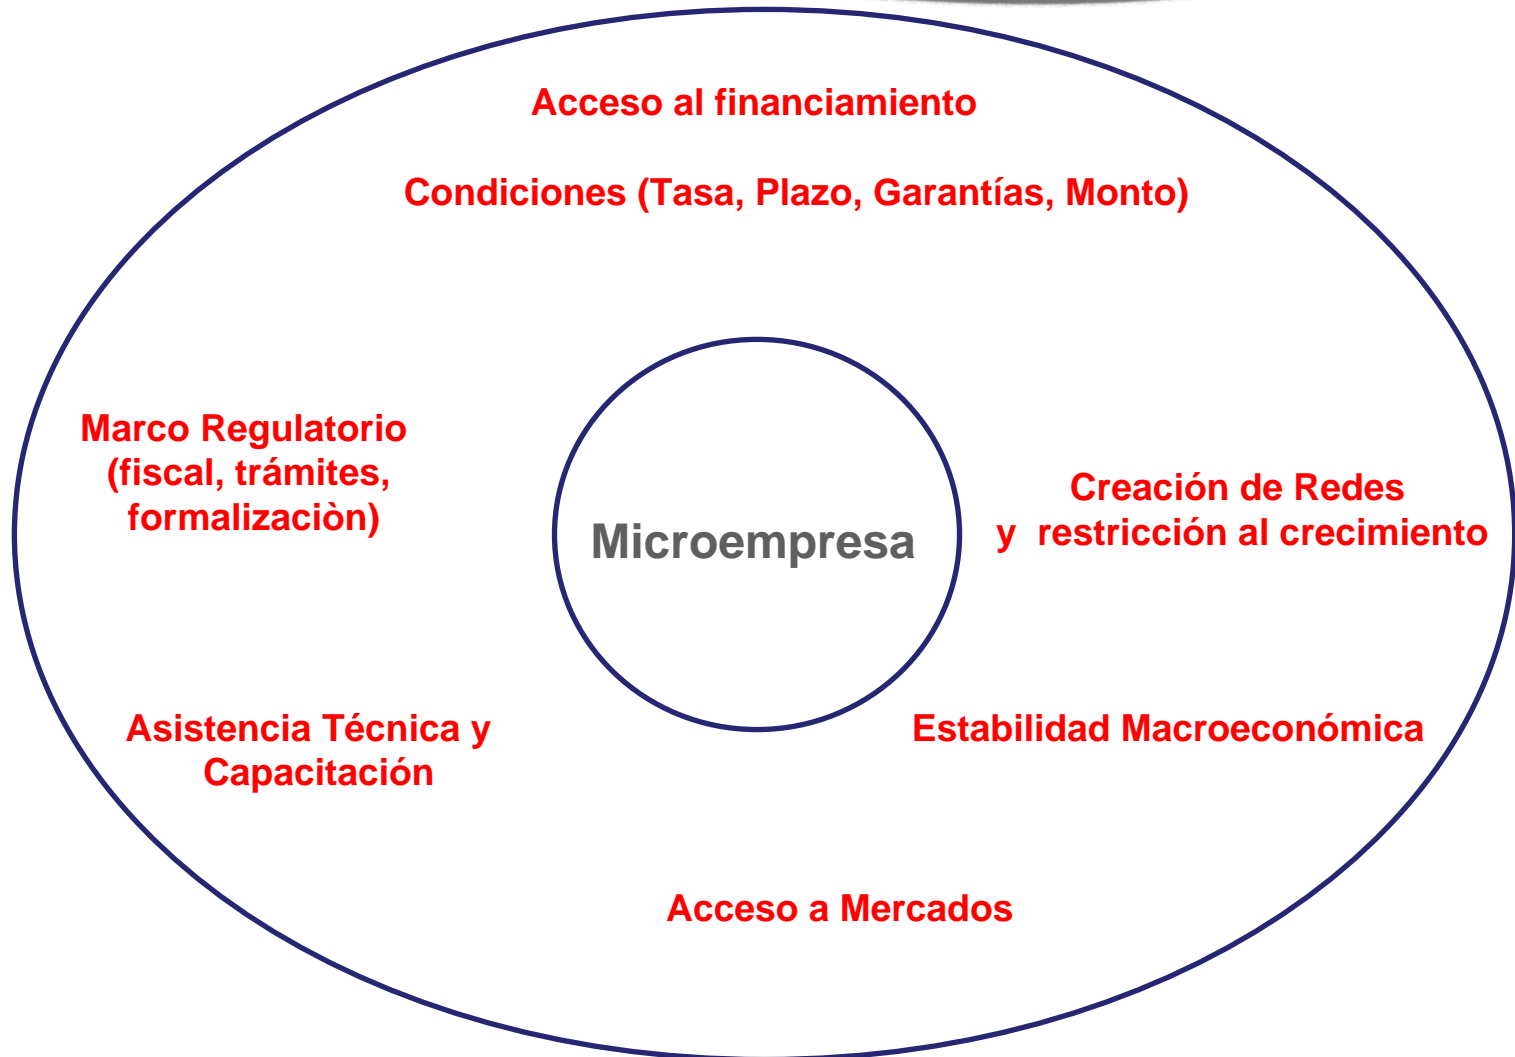 Acceso al financiamiento
Condiciones (Tasa, Plazo, Garantías, Monto)
Marco Regulatorio
(fiscal, trámites,
formalizaciòn)
Creación de Redes
y restricción al crecimiento
Microempresa
Asistencia Técnica y
Capacitación
Estabilidad Macroeconómica
Acceso a Mercados